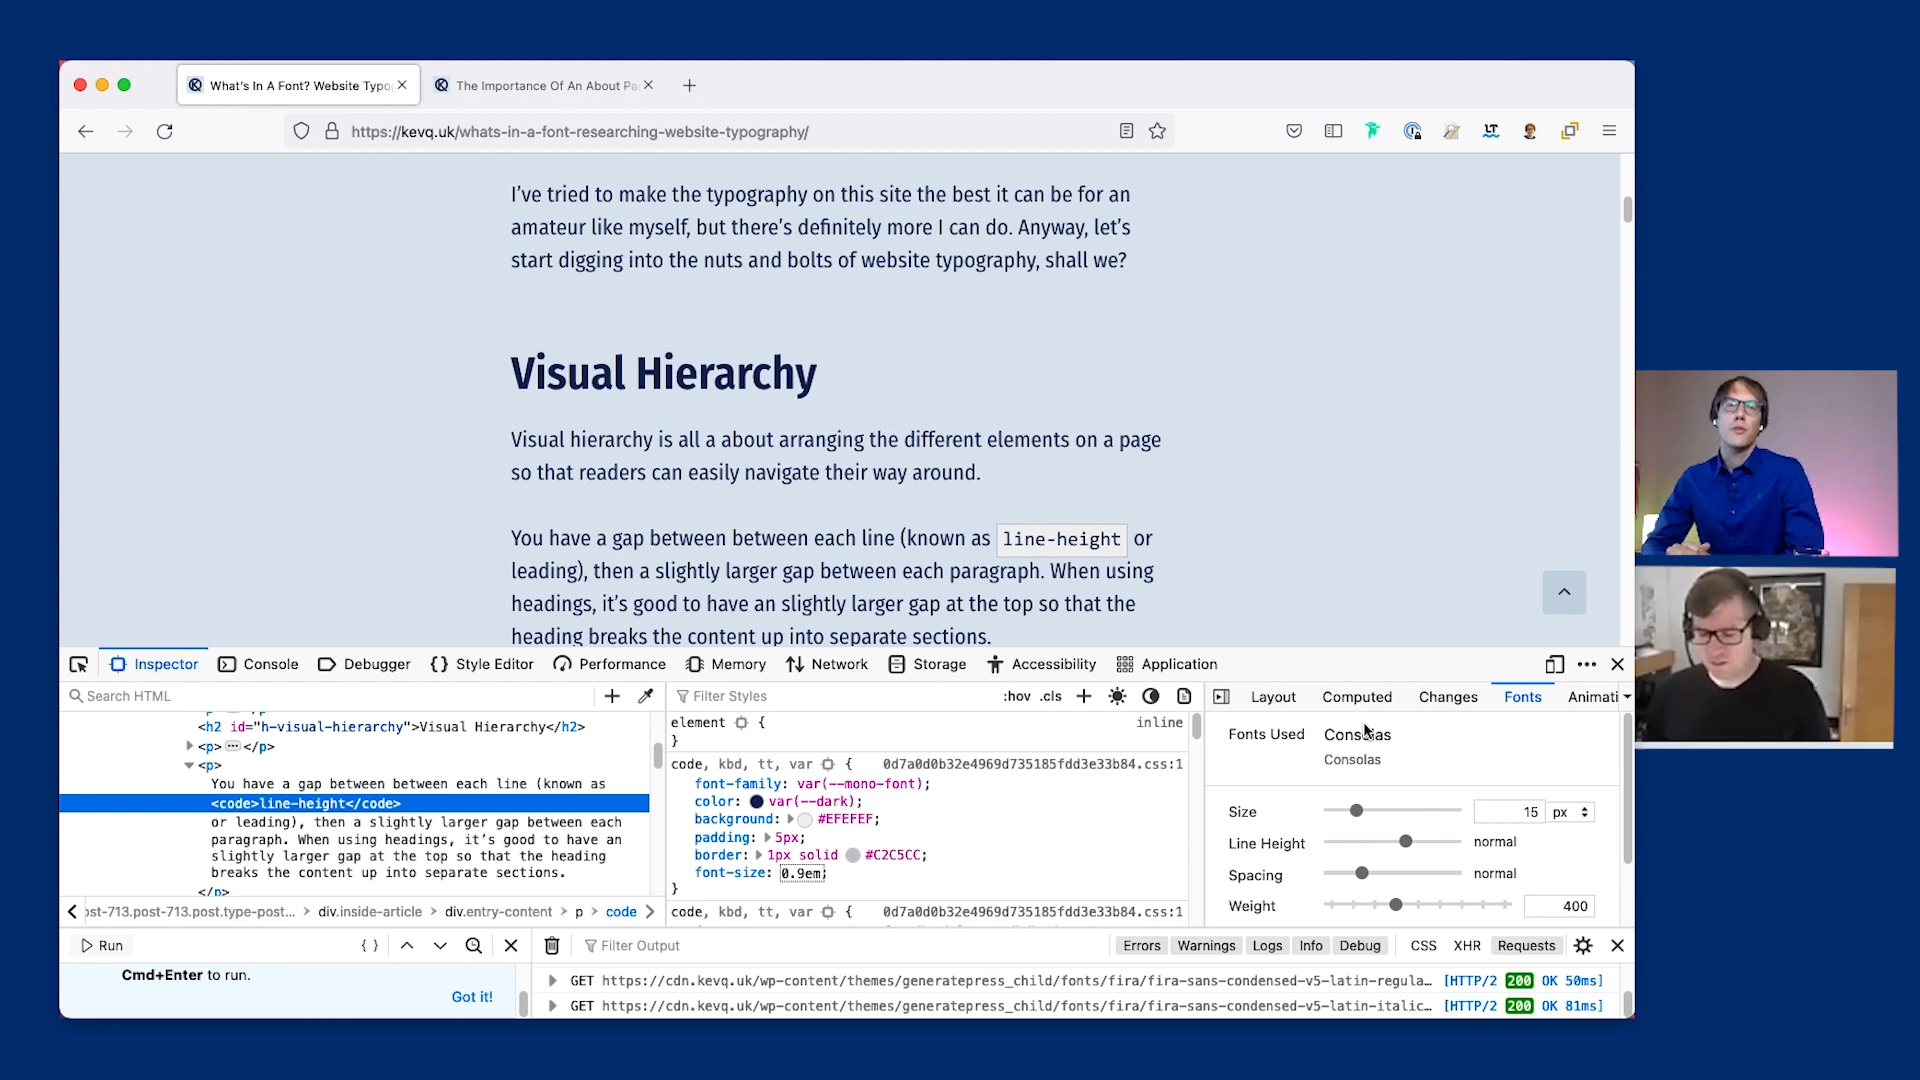 What's In A Font? Website Typo
The Importance Of An About Pa
https://kevq.uk/whats-in-a-font-researching-website-typography/
LT
I've tried to make the typography on this site the best it can be for an
amateur like myself, but there's definitely more I can do. Anyway, let's
start digging into the nuts and bolts of website typography, shall we?
Visual Hierarchy
Visual hierarchy is all a about arranging the different elements on a page
so that readers can easily navigate their way around.
You have a gap between between each line (known as line-height or
leading), then a slightly larger gap between each paragraph. When using
headings, it's good to have an slightly larger gap at the top so that the
heading breaks the content up into separate sections.
Inspector Console Debugger {} Style Editor Performance Memory Network Storage Accessibility Application
Search HTML
<h2 id="h-visual-hierarchy">Visual Hierarchy</h2>
<p> </p>
<p>
You have a gap between between each line (known as
<code>line-height</code>
or leading), then a slightly larger gap between each
paragraph. When using headings, it's good to have an
slightly larger gap at the top so that the heading
breaks the content up into separate sections.
</p>
ost-713.post-713.post.type-post... > div.inside-article > div.entry-content > p > code
Filter Styles :hov .cls
element { inline
}
code, kbd, tt, var { 0d7a0d0b32e4969d735185fdd3e33b84.css:1
font-family: var(--mono-font);
color: var(--dark);
background: #EFEFEF;
padding: 5px;
border: 1px solid #C2C5CC;
font-size: 0.9em;
}
code, kbd, tt, var { 0d7a0d0b32e4969d735185fdd3e33b84.css:1
Layout Computed Changes Fonts Animati
Fonts Used Consolas
Consolas
Size 15 px
Line Height normal
Spacing normal
Weight 400
Run { }
Cmd+Enter to run.
Got it!
Filter Output Errors Warnings Logs Info Debug CSS XHR Requests
GET https://cdn.kevq.uk/wp-content/themes/generatepress_child/fonts/fira/fira-sans-condensed-v5-latin-regula… [HTTP/2 200 OK 50ms]
GET https://cdn.kevq.uk/wp-content/themes/generatepress_child/fonts/fira/fira-sans-condensed-v5-latin-italic… [HTTP/2 200 OK 81ms]